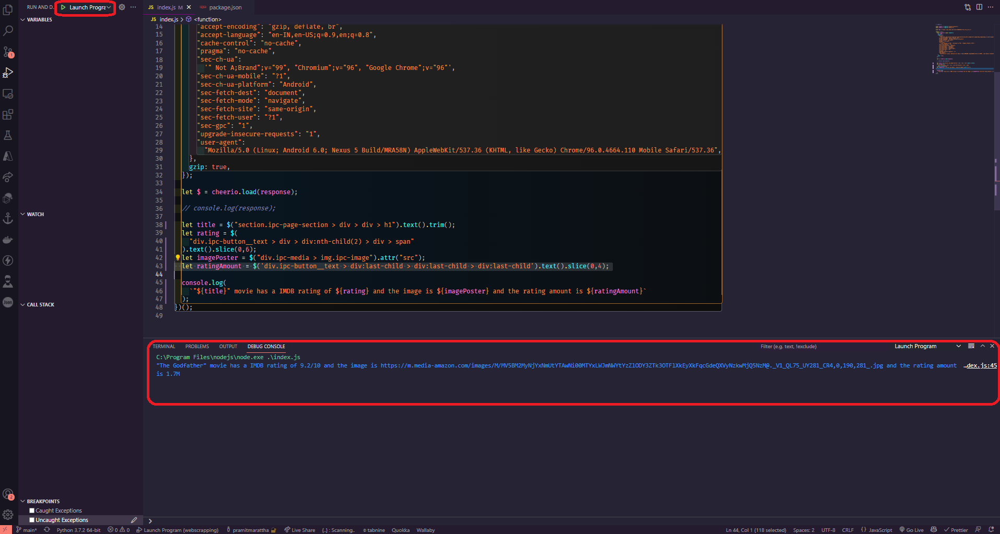 RUN AND D...
Launch Progra
index.js M
package.json
index.js > <function>
VARIABLES
WATCH
CALL STACK
BREAKPOINTS
Caught Exceptions
Uncaught Exceptions
14 "accept-encoding": "gzip, deflate, br",
15 "accept-language": "en-IN,en-US;q=0.9,en;q=0.8",
16 "cache-control": "no-cache",
17 "pragma": "no-cache",
18 "sec-ch-ua":
19 '" Not A;Brand";v="99", "Chromium";v="96", "Google Chrome";v="96"',
20 "sec-ch-ua-mobile": "?1",
21 "sec-ch-ua-platform": "Android",
22 "sec-fetch-dest": "document",
23 "sec-fetch-mode": "navigate",
24 "sec-fetch-site": "same-origin",
25 "sec-fetch-user": "?1",
26 "sec-gpc": "1",
27 "upgrade-insecure-requests": "1",
28 "user-agent":
29 "Mozilla/5.0 (Linux; Android 6.0; Nexus 5 Build/MRA58N) AppleWebKit/537.36 (KHTML, like Gecko) Chrome/96.0.4664.110 Mobile Safari/537.36",
30 },
31 gzip: true,
32 });
33
34 let $ = cheerio.load(response);
35
36 // console.log(response);
37
38 let title = $("section.ipc-page-section > div > div > h1").text().trim();
39 let rating = $(
40 "div.ipc-button__text > div > div:nth-child(2) > div > span"
41 ).text().slice(0,6);
42 let imagePoster = $("div.ipc-media > img.ipc-image").attr("src");
43 let ratingAmount = $('div.ipc-button__text > div:last-child > div:last-child > div:last-child').text().slice(0,4);
44
45 console.log(
46 `"${title}" movie has a IMDB rating of ${rating} and the image is ${imagePoster} and the rating amount is ${ratingAmount}`
47 );
48 })();
49
TERMINAL PROBLEMS OUTPUT DEBUG CONSOLE Filter (e.g. text, !exclude) Launch Program
C:\Program Files\nodejs\node.exe .\index.js
"The Godfather" movie has a IMDB rating of 9.2/10 and the image is https://m.media-amazon.com/images/M/MV5BM2MyNjYxNmUtYTAwNi00MTYxLWJmNWYtYzZlODY3ZTk3OTFlXkEyXkFqcGdeQXVyNzkwMjQ5NzM@._V1_QL75_UY281_CR4,0,190,281_.jpg and the rating amount …dex.js:45
is 1.7M
main* Python 3.7.2 64-bit 0 0 Launch Program (webscrapping) pramitmarattha Live Share {..} : Scanning.. tabnine Quokka Wallaby Ln 44, Col 1 (118 selected) Spaces: 2 UTF-8 CRLF { } JavaScript Go Live Prettier